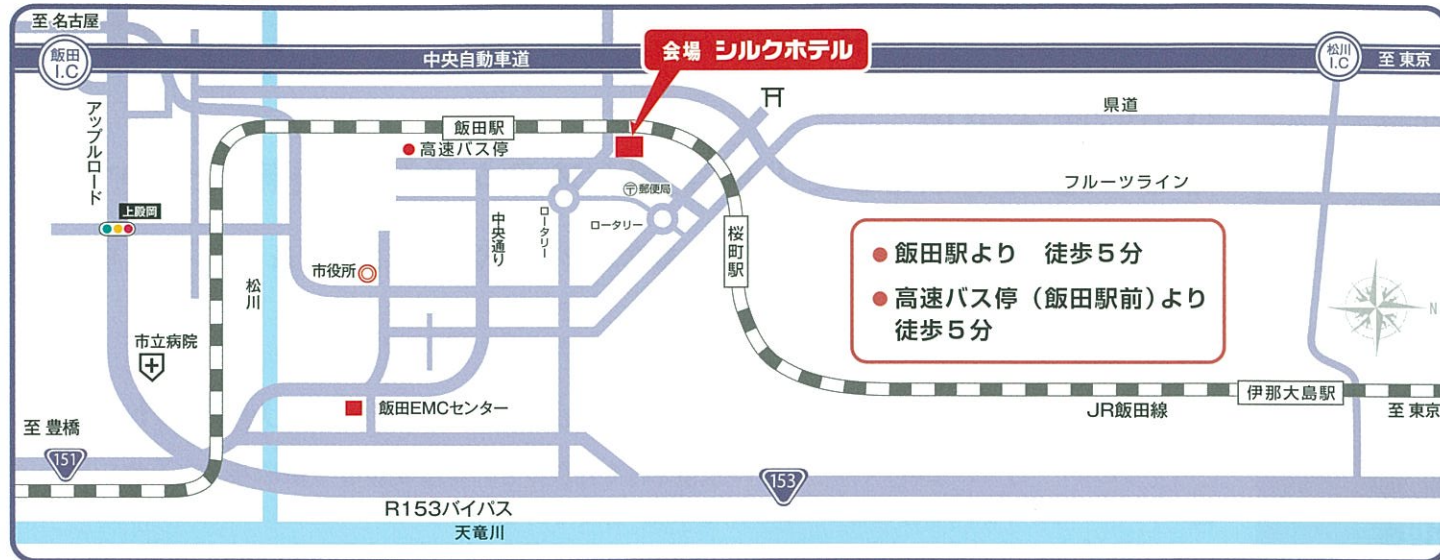 至 名古屋
飯田
I.C
中央自動車道
会場 シルクホテル
松川
I.C
至 東京
アップルロード
飯田駅
高速バス停
県道
フルーツライン
〒郵便局
上殿岡
中央通り
ロータリー
ロータリー
桜町駅
飯田駅より 徒歩5分
高速バス停（飯田駅前）より
徒歩5分
市役所
松川
N
市立病院
飯田EMCセンター
JR飯田線
伊那大島駅
至 東京
至 豊橋
151
153
R153バイパス
天竜川